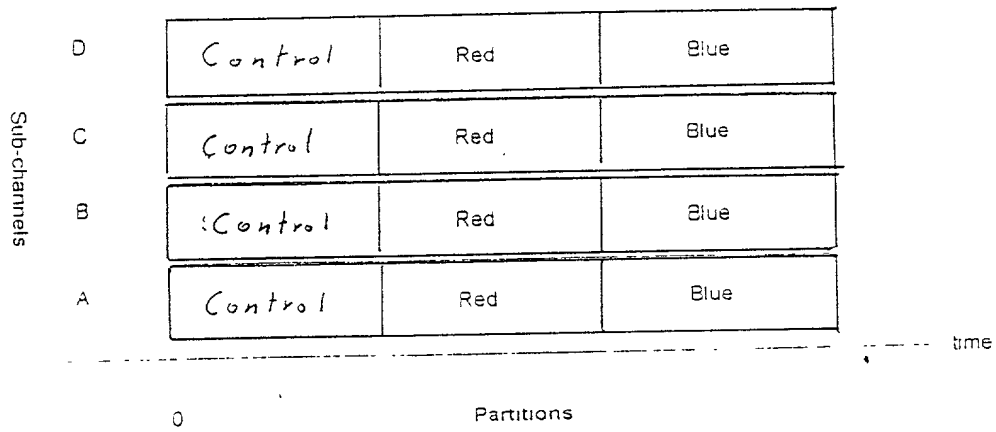 D Control Red Blue
C Control Red Blue
Sub-channels
B Control Red Blue
A Control Red Blue
time
0 Partitions